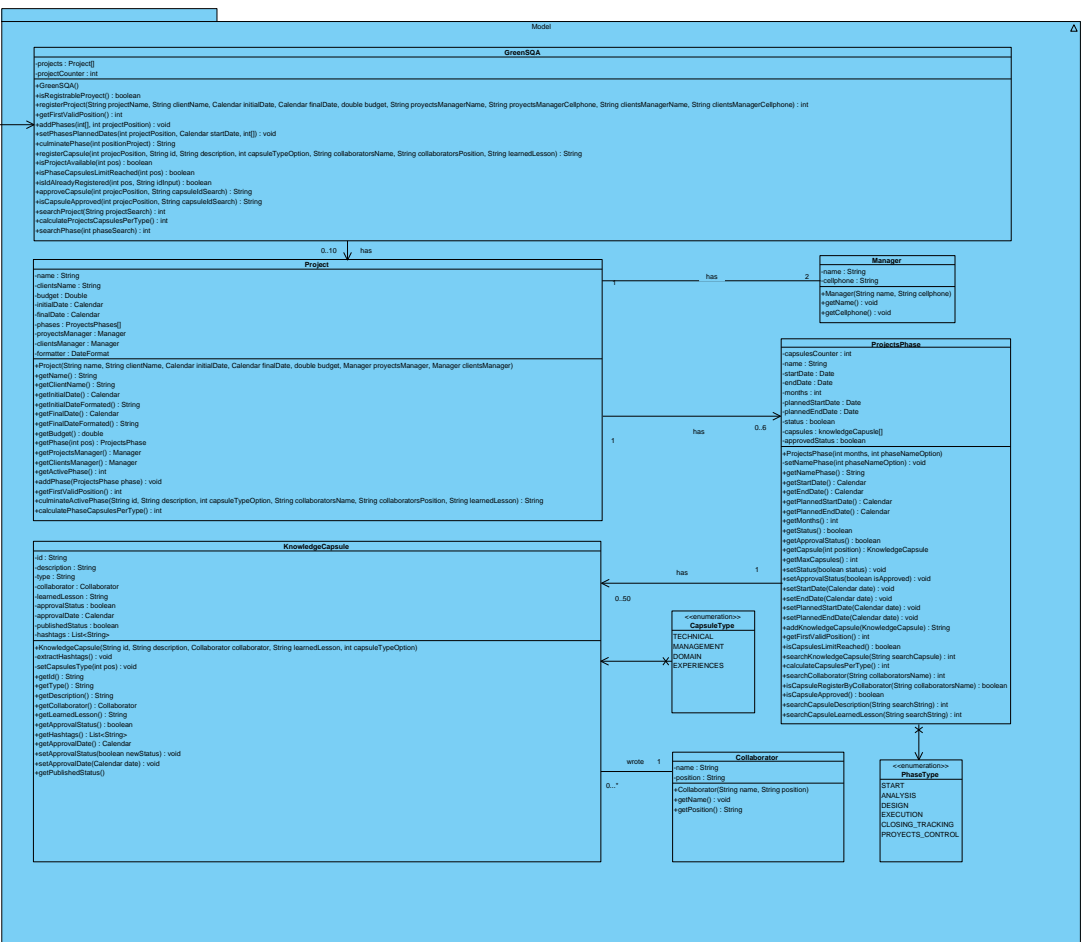 Model
GreenSQA
-projects : Project[]
-projectCounter : int
+GreenSQA()
+isRegistrableProyect() : boolean
+registerProject(String projectName, String clientName, Calendar initialDate, Calendar finalDate, double budget, String proyectsManagerName, String proyectsManagerCellphone, String clientsManagerName, String clientsManagerCellphone) : int
+getFirstValidPosition() : int
+addPhases(int[], int projectPosition) : void
+setPhasesPlannedDates(int projectPosition, Calendar startDate, int[]) : void
+culminatePhase(int positionProject) : String
+registerCapsule(int projecPosition, String id, String description, int capsuleTypeOption, String collaboratorsName, String collaboratorsPosition, String learnedLesson) : String
+isProjectAvailable(int pos) : boolean
+isPhaseCapsulesLimitReached(int pos) : boolean
+isIdAlreadyRegistered(int pos, String idInput) : boolean
+approveCapsule(int projecPosition, String capsuleIdSearch) : String
+isCapsuleApproved(int projecPosition, String capsuleIdSearch) : String
+searchProject(String projectSearch) : int
+calculateProjectsCapsulesPerType() : int
+searchPhase(int phaseSearch) : int
0..10 has
Project
-name : String
-clientsName : String
-budget : Double
-initialDate : Calendar
-finalDate : Calendar
-phases : ProyectsPhases[]
-proyectsManager : Manager
-clientsManager : Manager
-formatter : DateFormat
+Project(String name, String clientName, Calendar initialDate, Calendar finalDate, double budget, Manager proyectsManager, Manager clientsManager)
+getName() : String
+getClientName() : String
+getInitialDate() : Calendar
+getInitialDateFormated() : String
+getFinalDate() : Calendar
+getFinalDateFormated() : String
+getBudget() : double
+getPhase(int pos) : ProjectsPhase
+getProjectsManager() : Manager
+getClientsManager() : Manager
+getActivePhase() : int
+addPhase(ProjectsPhase phase) : void
+getFirstValidPosition() : int
+culminateActivePhase(String id, String description, int capsuleTypeOption, String collaboratorsName, String collaboratorsPosition, String learnedLesson) : String
+calculatePhaseCapsulesPerType() : int
1 has 2
Manager
-name : String
-cellphone : String
+Manager(String name, String cellphone)
+getName() : void
+getCellphone() : void
1 has 0..6
ProjectsPhase
-capsulesCounter : int
-name : String
-startDate : Date
-endDate : Date
-months : int
-plannedStartDate : Date
-plannedEndDate : Date
-status : boolean
-capsules : knowledgeCapusle[]
-approvedStatus : boolean
+ProjectsPhase(int months, int phaseNameOption)
-setNamePhase(int phaseNameOption) : void
+getNamePhase() : String
+getStartDate() : Calendar
+getEndDate() : Calendar
+getPlannedStartDate() : Calendar
+getPlannedEndDate() : Calendar
+getMonths() : int
+getStatus() : boolean
+getApprovalStatus() : boolean
+getCapsule(int position) : KnowledgeCapsule
+getMaxCapsules() : int
+setStatus(boolean status) : void
+setApprovalStatus(boolean isApproved) : void
+setStartDate(Calendar date) : void
+setEndDate(Calendar date) : void
+setPlannedStartDate(Calendar date) : void
+setPlannedEndDate(Calendar date) : void
+addKnowledgeCapsule(KnowledgeCapsule) : String
+getFirstValidPosition() : int
+isCapsulesLimitReached() : boolean
+searchKnowledgeCapsule(String searchCapsule) : int
+calculateCapsulesPerType() : int
+searchCollaborator(String collaboratorsName) : int
+isCapsuleRegisterByCollaborator(String collaboratorsName) : boolean
+isCapsuleApproved() : boolean
+searchCapsuleDescription(String searchString) : int
+searchCapsuleLearnedLesson(String searchString) : int
KnowledgeCapsule
-id : String
-description : String
-type : String
-collaborator : Collaborator
-learnedLesson : String
-approvalStatus : boolean
-approvalDate : Calendar
-publishedStatus : boolean
-hashtags : List<String>
+KnowledgeCapsule(String id, String description, Collaborator collaborator, String learnedLesson, int capsuleTypeOption)
-extractHashtags() : void
-setCapsulesType(int pos) : void
+getId() : String
+getType() : String
+getDescription() : String
+getCollaborator() : Collaborator
+getLearnedLesson() : String
+getApprovalStatus() : boolean
+getHashtags() : List<String>
+getApprovalDate() : Calendar
+setApprovalStatus(boolean newStatus) : void
+setApprovalDate(Calendar date) : void
+getPublishedStatus()
has 1
0..50
<<enumeration>>
CapsuleType
TECHNICAL
MANAGEMENT
DOMAIN
EXPERIENCES
wrote 1
0...*
Collaborator
-name : String
-position : String
+Collaborator(String name, String position)
+getName() : void
+getPosition() : String
<<enumeration>>
PhaseType
START
ANALYSIS
DESIGN
EXECUTION
CLOSING_TRACKING
PROYECTS_CONTROL